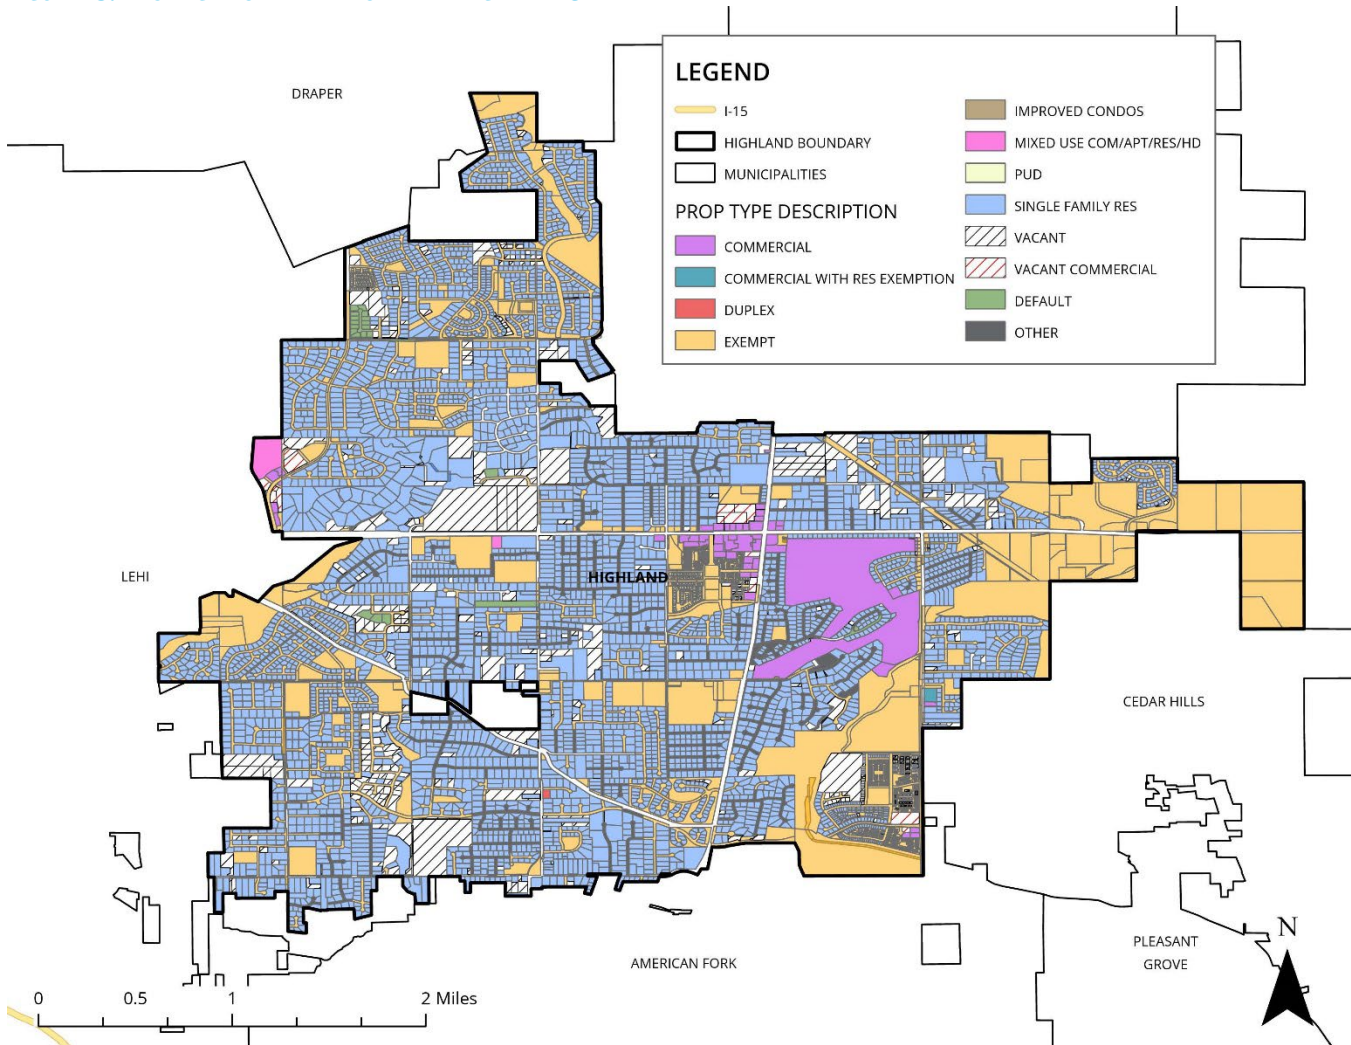 DRAPER
LEGEND
I-15
HIGHLAND BOUNDARY
MUNICIPALITIES
PROP TYPE DESCRIPTION
COMMERCIAL
COMMERCIAL WITH RES EXEMPTION
DUPLEX
EXEMPT
IMPROVED CONDOS
MIXED USE COM/APT/RES/HD
PUD
SINGLE FAMILY RES
VACANT
VACANT COMMERCIAL
DEFAULT
OTHER
LEHI
HIGHLAND
CEDAR HILLS
PLEASANT
GROVE
AMERICAN FORK
N
0 0.5 1 2 Miles